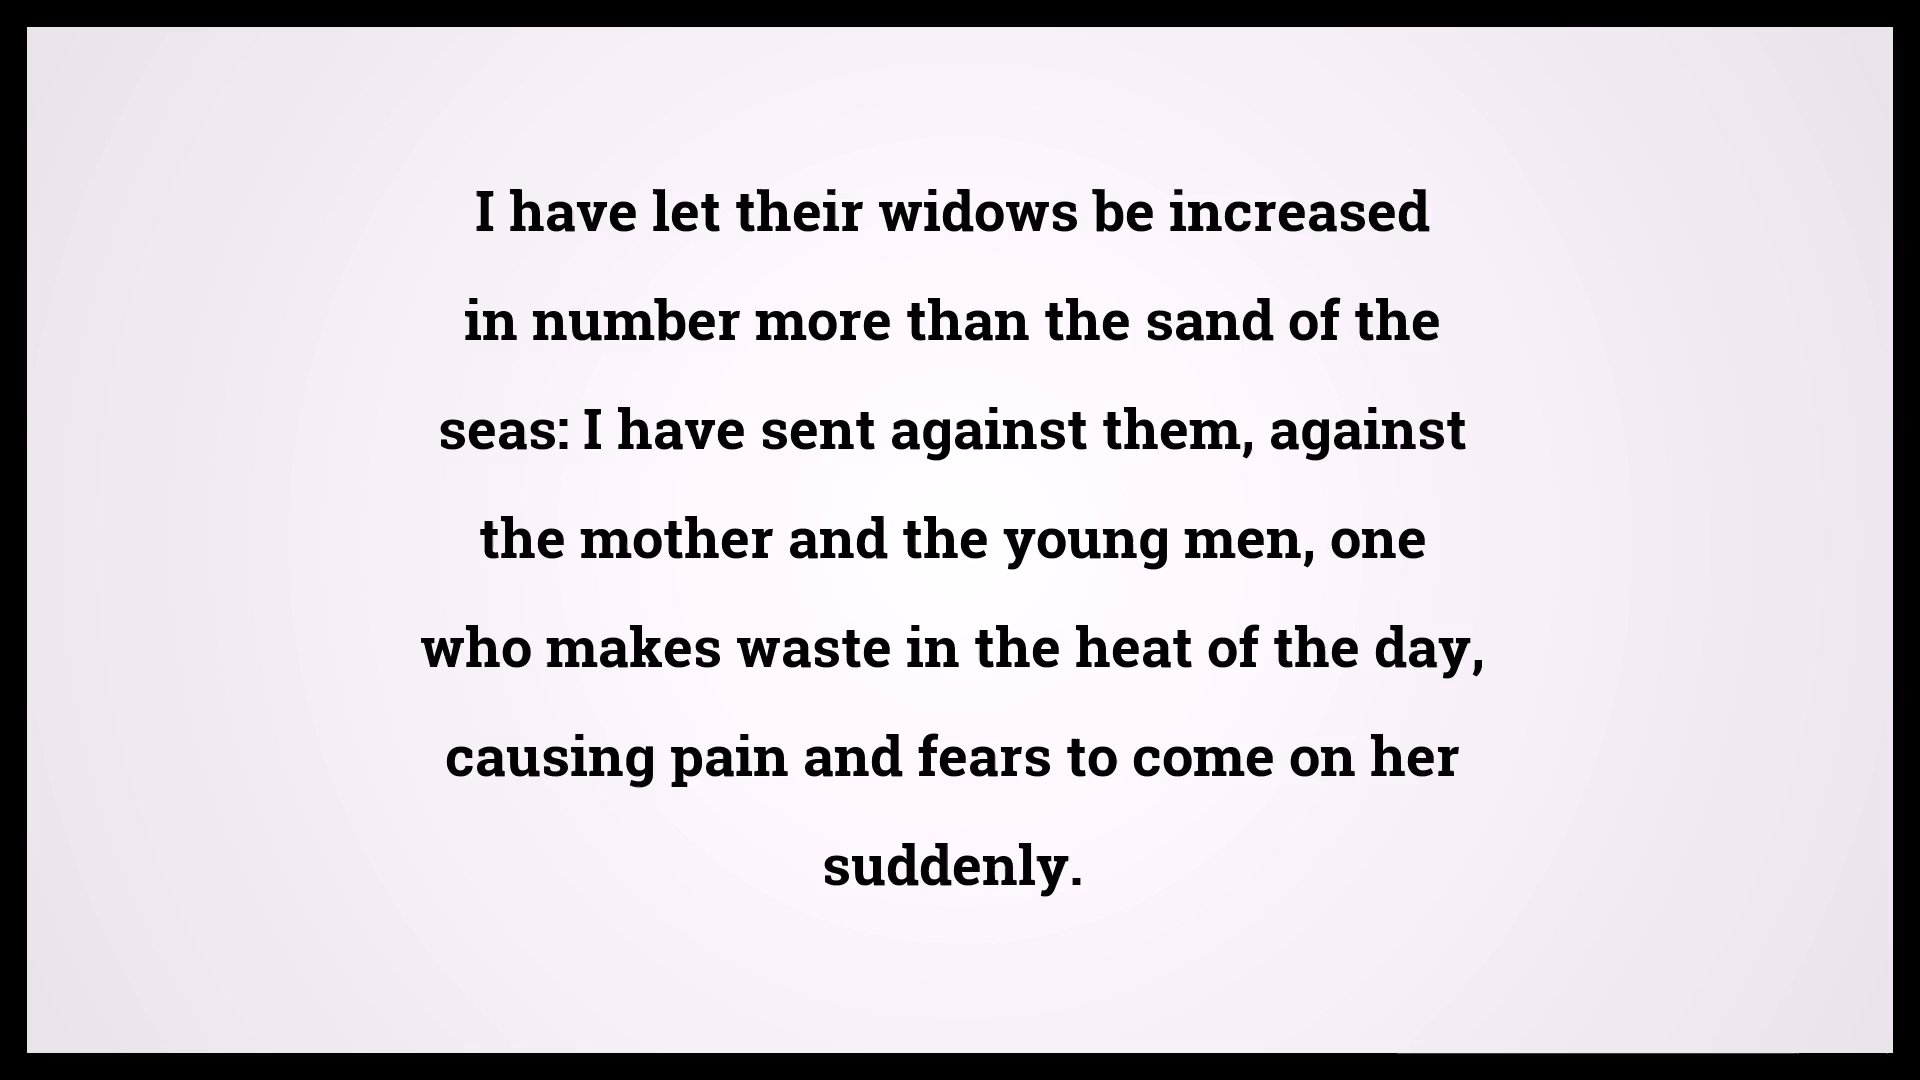 I have let their widows be increased
in number more than the sand of the
seas: I have sent against them, against
the mother and the young men, one
who makes waste in the heat of the day,
causing pain and fears to come on her
suddenly.